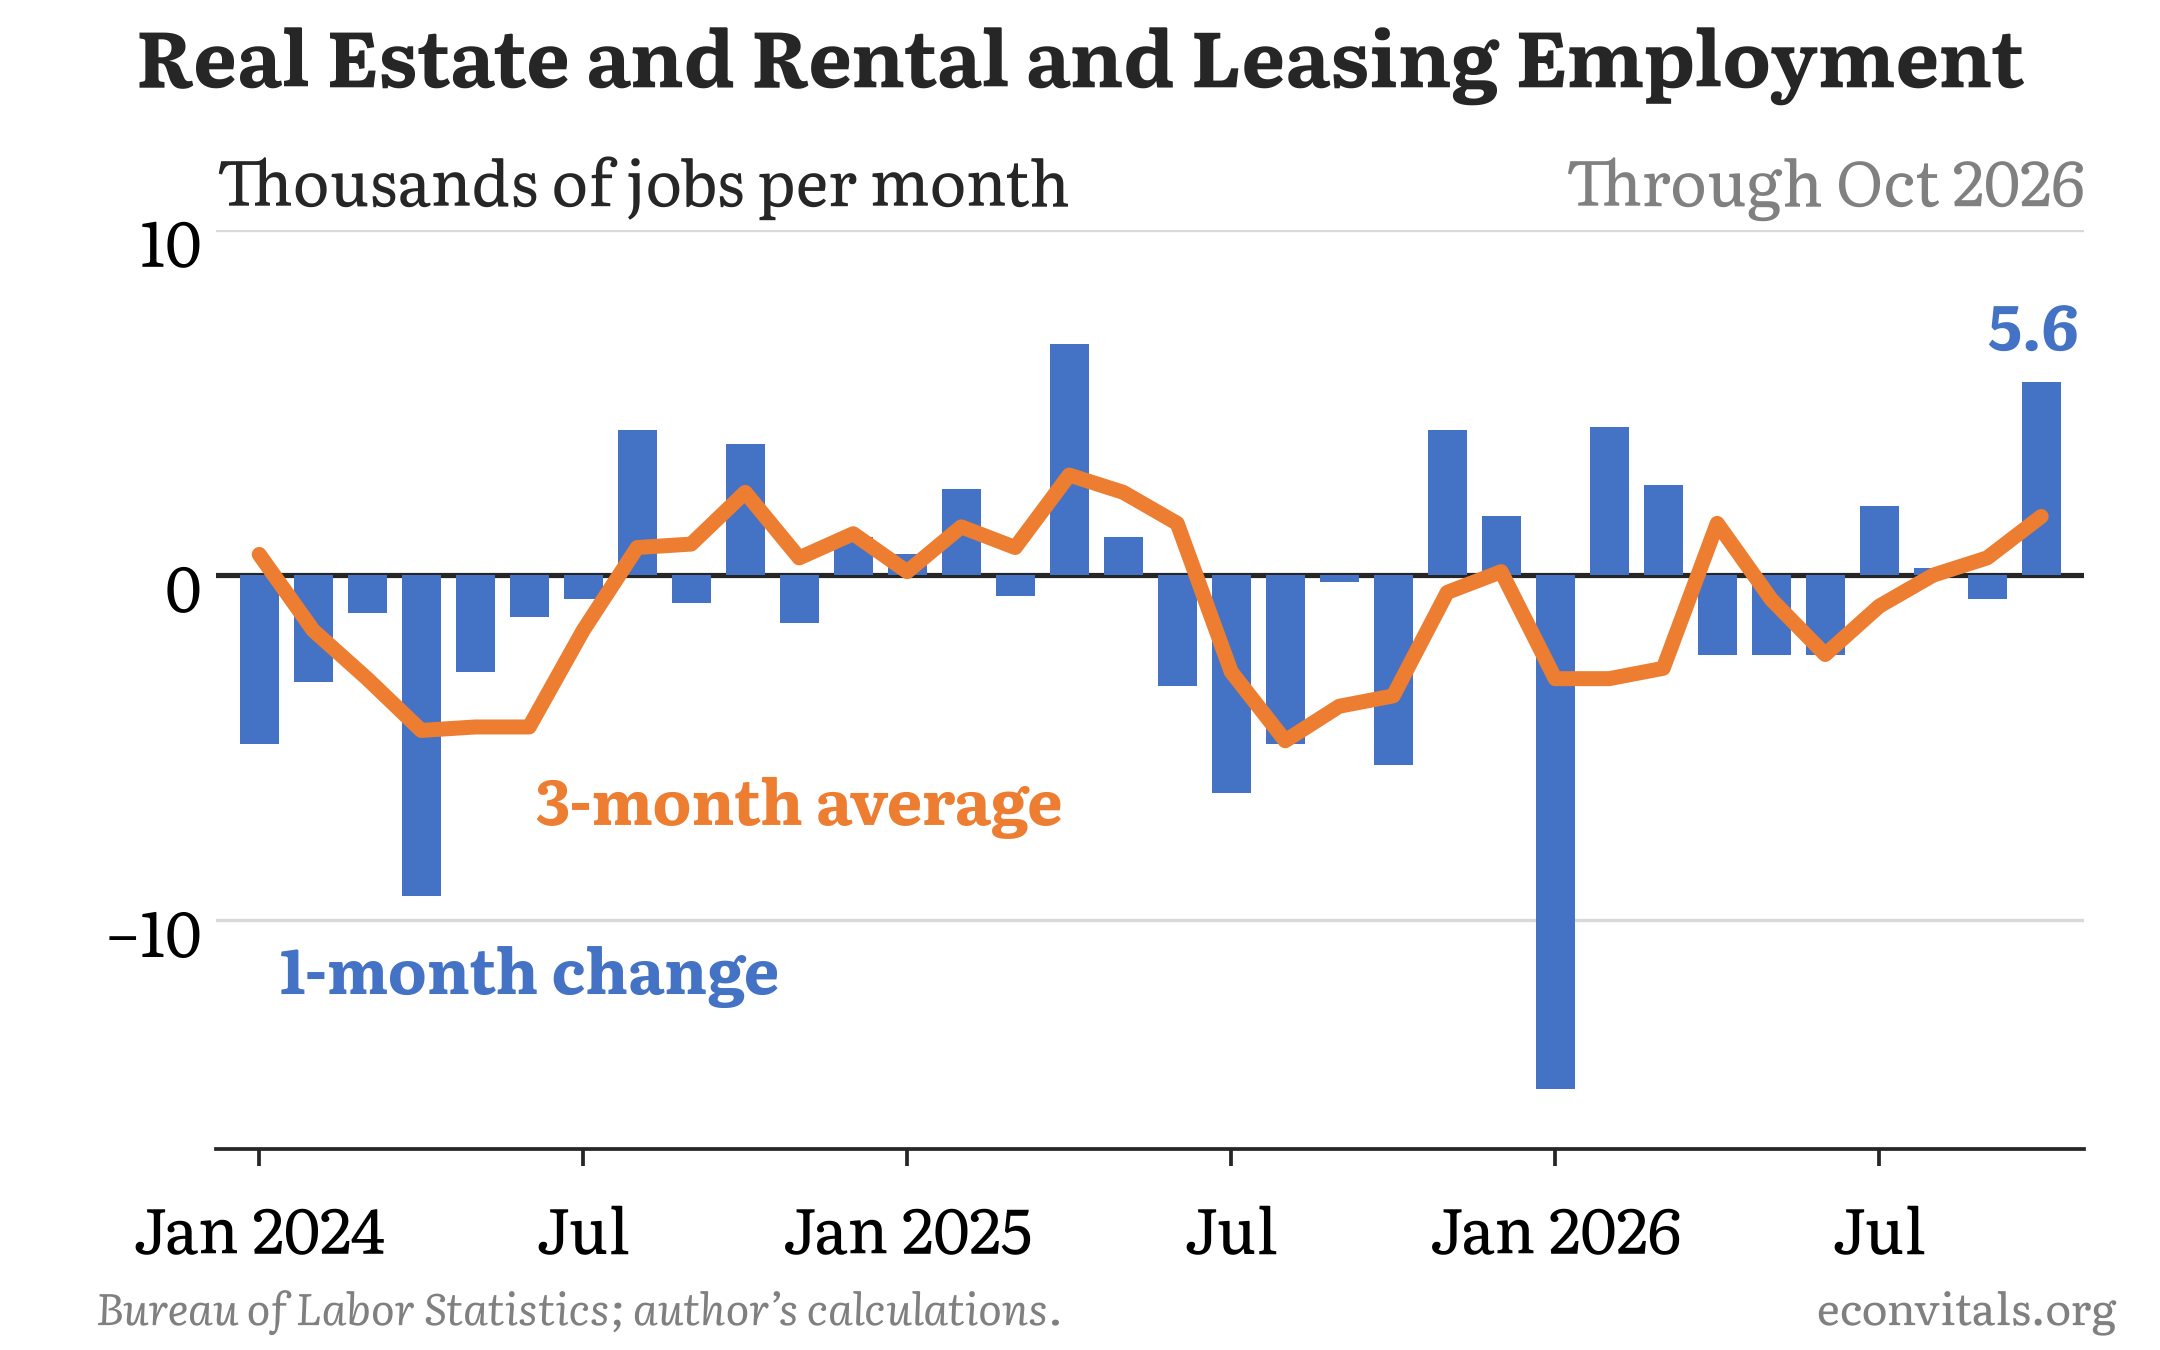 Real Estate and Rental and Leasing Employment
Thousands of jobs per month
Through Oct 2026
10
5.6
0
3-month average
−10
1-month change
Jan 2024
Jul
Jan 2025
Jul
Jan 2026
Jul
Bureau of Labor Statistics; author’s calculations.
econvitals.org